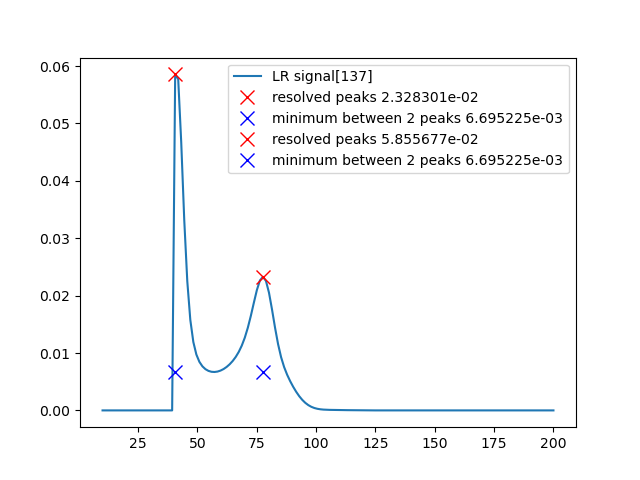 LR signal[137]
resolved peaks 2.328301e-02
minimum between 2 peaks 6.695225e-03
resolved peaks 5.855677e-02
minimum between 2 peaks 6.695225e-03
0.06
0.05
0.04
0.03
0.02
0.01
0.00
25 50 75 100 125 150 175 200